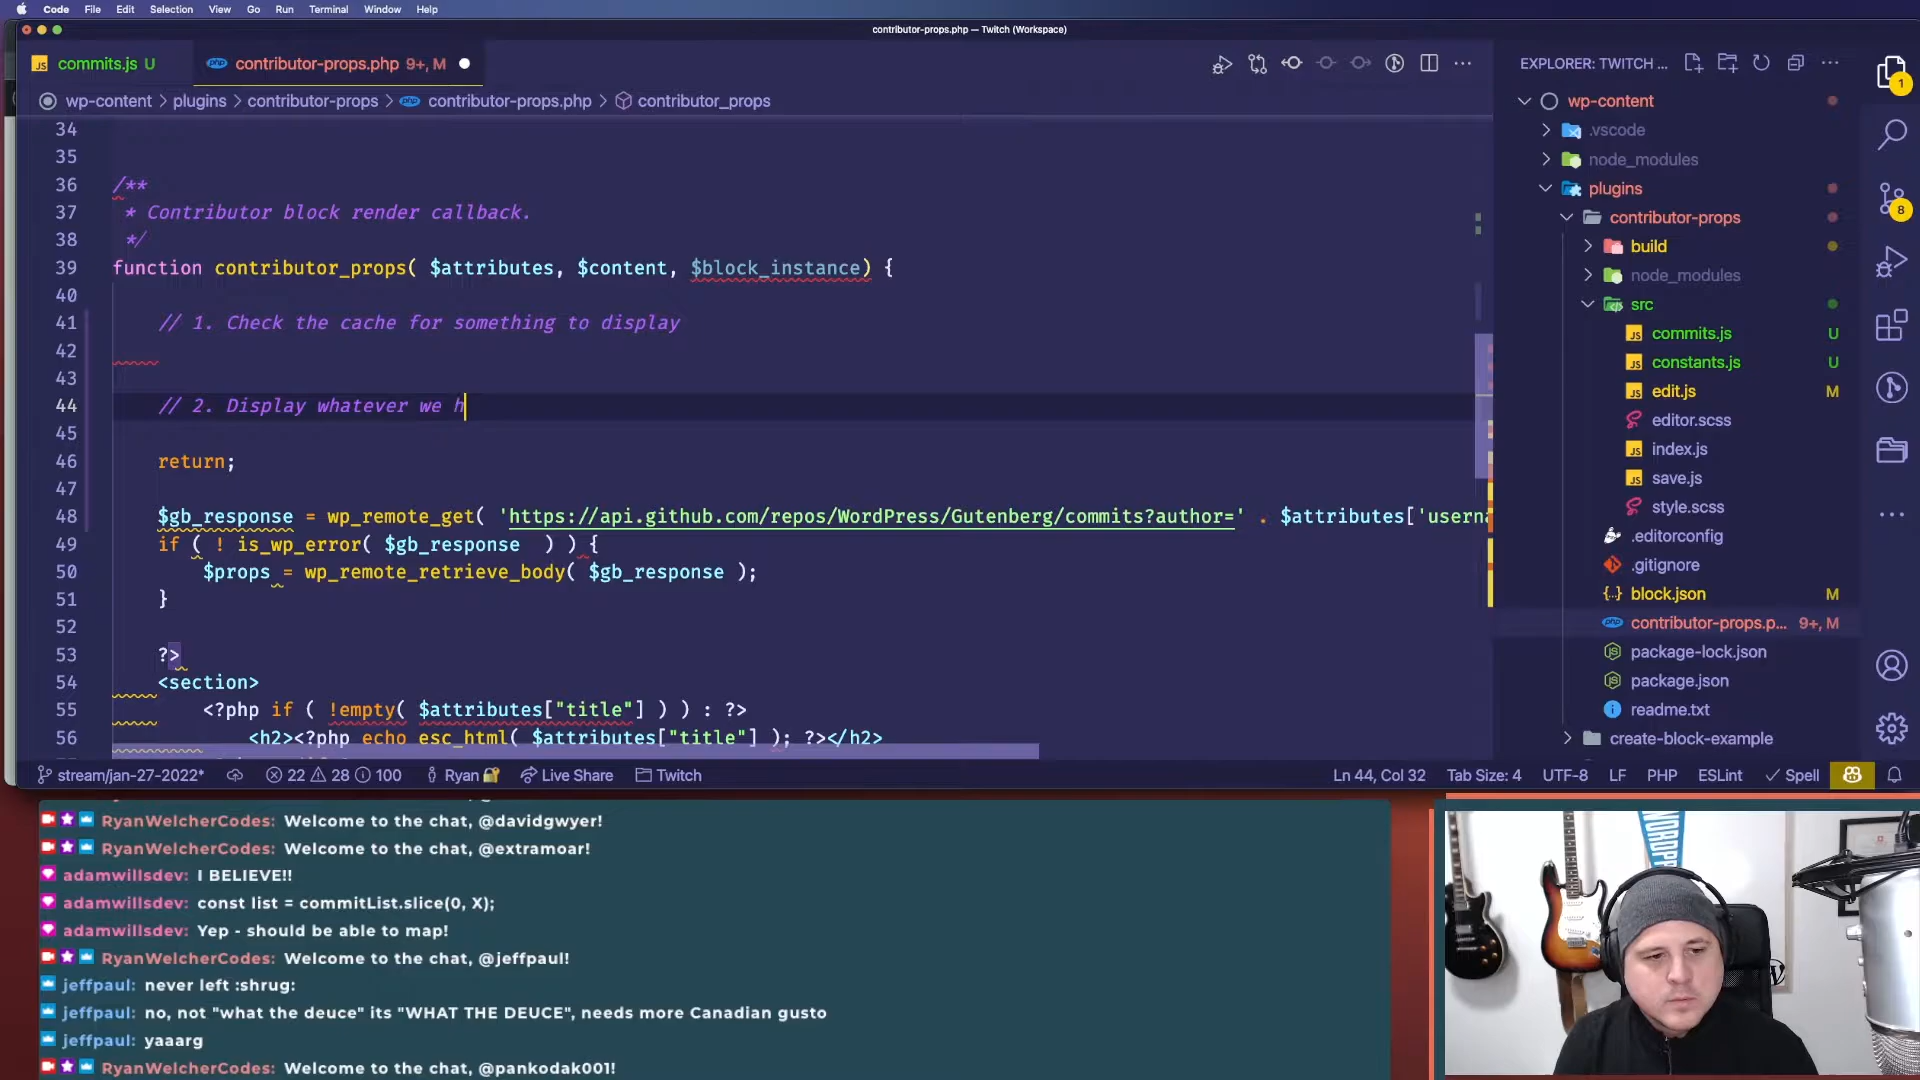 Code File Edit Selection View Go Run Terminal Window Help
contributor-props.php — Twitch (Workspace)
commits.js U
contributor-props.php 9+, M
EXPLORER: TWITCH ...
wp-content > plugins > contributor-props > contributor-props.php > contributor_props
34
35
36 /**
37 * Contributor block render callback.
38 */
39 function contributor_props( $attributes, $content, $block_instance) {
40
41 // 1. Check the cache for something to display
42
43
44 // 2. Display whatever we h
45
46 return;
47
48 $gb_response = wp_remote_get( 'https://api.github.com/repos/WordPress/Gutenberg/commits?author=' . $attributes['userna
49 if ( ! is_wp_error( $gb_response ) ) {
50 $props = wp_remote_retrieve_body( $gb_response );
51 }
52
53 ?>
54 <section>
55 <?php if ( !empty( $attributes["title"] ) ) : ?>
56 <h2><?php echo esc_html( $attributes["title"] ); ?></h2>
wp-content
.vscode
node_modules
plugins
contributor-props
build
node_modules
src
commits.js U
constants.js U
edit.js M
editor.scss
index.js
save.js
style.scss
.editorconfig
.gitignore
block.json M
contributor-props.p... 9+, M
package-lock.json
package.json
readme.txt
create-block-example
1
8
stream/jan-27-2022* 22 28 100 Ryan Live Share Twitch
Ln 44, Col 32 Tab Size: 4 UTF-8 LF PHP ESLint Spell
RyanWelcherCodes: Welcome to the chat, @davidgwyer!
RyanWelcherCodes: Welcome to the chat, @extramoar!
adamwillsdev: I BELIEVE!!
adamwillsdev: const list = commitList.slice(0, X);
adamwillsdev: Yep - should be able to map!
RyanWelcherCodes: Welcome to the chat, @jeffpaul!
jeffpaul: never left :shrug:
jeffpaul: no, not "what the deuce" its "WHAT THE DEUCE", needs more Canadian gusto
jeffpaul: yaaarg
RyanWelcherCodes: Welcome to the chat, @pankodak001!